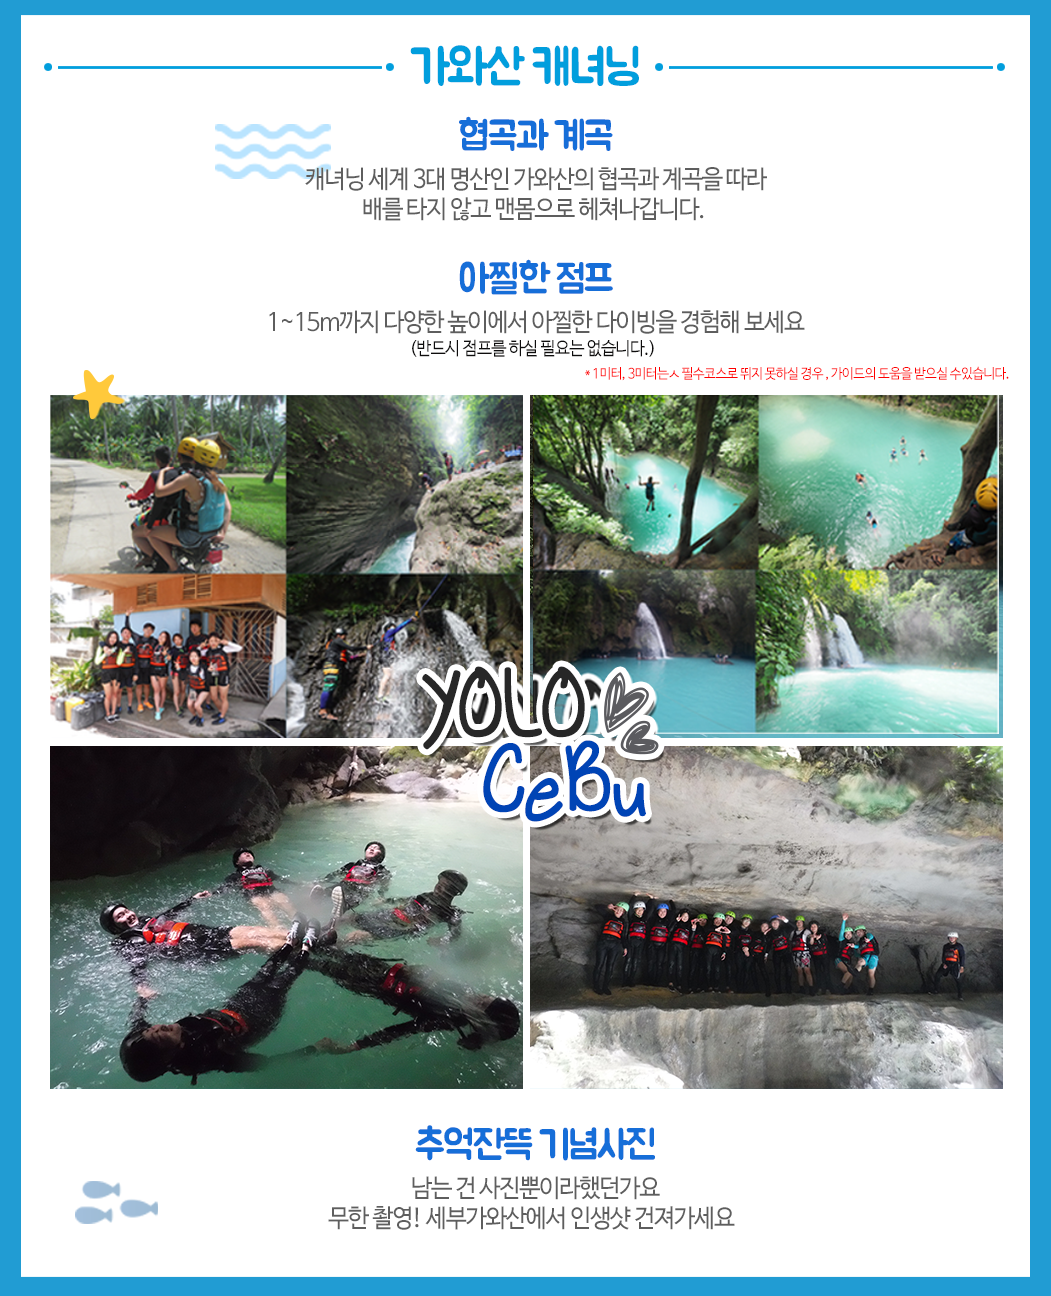 가와산 캐녀닝
협곡과 계곡
캐녀닝 세계 3대 명산인 가와산의 협곡과 계곡을 따라
배를 타지 않고 맨몸으로 헤쳐나갑니다.
아찔한 점프
1~15m까지 다양한 높이에서 아찔한 다이빙을 경험해 보세요
(반드시 점프를 하실 필요는 없습니다.)
* 1미터, 3미터는ㅅ 필수코스로 뛰지 못하실 경우, 가이드의 도움을 받으실 수있습니다.
YOLO
CeBu
추억잔뜩 기념사진
남는 건 사진뿐이라했던가요
무한 촬영! 세부가와산에서 인생샷 건져가세요